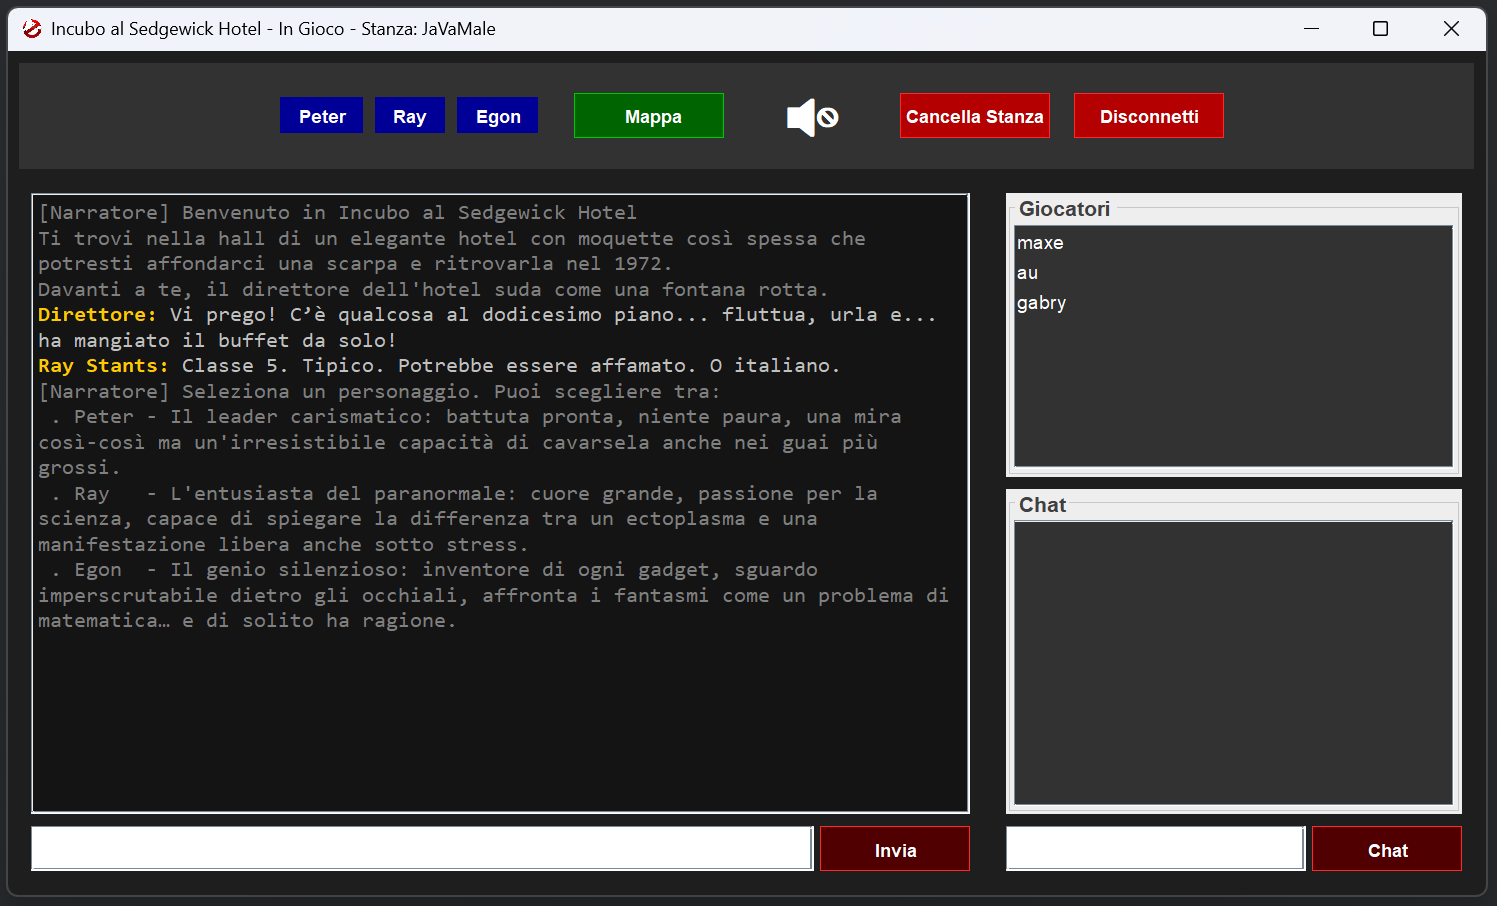 Incubo al Sedgewick Hotel - In Gioco - Stanza: JaVaMale
Peter
Ray
Egon
Mappa
Cancella Stanza
Disconnetti
[Narratore] Benvenuto in Incubo al Sedgewick Hotel
Ti trovi nella hall di un elegante hotel con moquette così spessa che
potresti affondarci una scarpa e ritrovarla nel 1972.
Davanti a te, il direttore dell'hotel suda come una fontana rotta.
Direttore: Vi prego! C’è qualcosa al dodicesimo piano... fluttua, urla e...
ha mangiato il buffet da solo!
Ray Stants: Classe 5. Tipico. Potrebbe essere affamato. O italiano.
[Narratore] Seleziona un personaggio. Puoi scegliere tra:
. Peter - Il leader carismatico: battuta pronta, niente paura, una mira
così-così ma un'irresistibile capacità di cavarsela anche nei guai più
grossi.
. Ray - L'entusiasta del paranormale: cuore grande, passione per la
scienza, capace di spiegare la differenza tra un ectoplasma e una
manifestazione libera anche sotto stress.
. Egon - Il genio silenzioso: inventore di ogni gadget, sguardo
imperscrutabile dietro gli occhiali, affronta i fantasmi come un problema di
matematica… e di solito ha ragione.
Invia
Giocatori
maxe
au
gabry
Chat
Chat